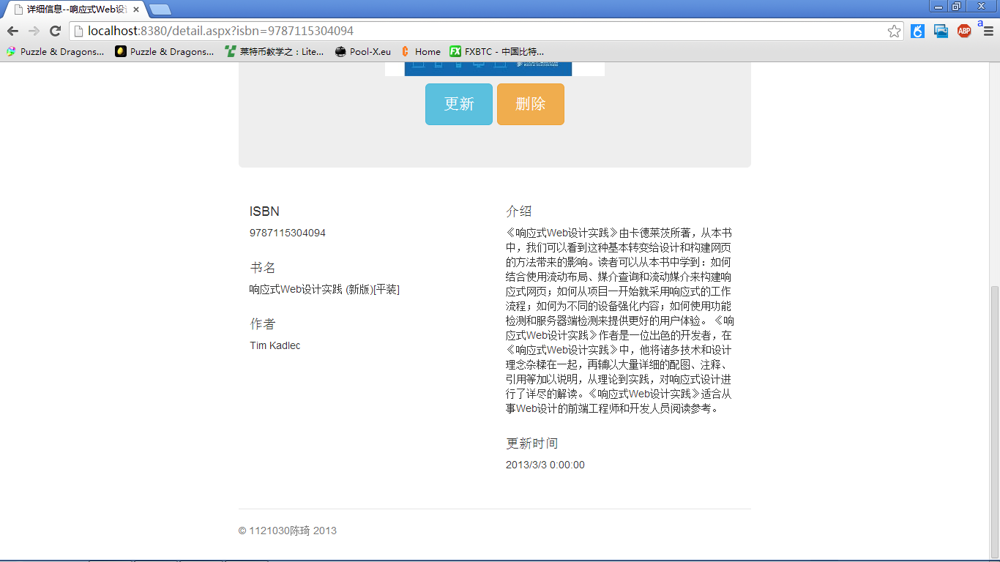 详细信息--响应式Web设
localhost:8380/detail.aspx?isbn=9787115304094
ABP
a
Puzzle & Dragons... Puzzle & Dragons... 莱特币教学之：Lite... Pool-X.eu Home FX FXBTC - 中国比特...
更新 删除
ISBN
9787115304094
书名
响应式Web设计实践 (新版)[平装]
作者
Tim Kadlec
介绍
《响应式Web设计实践》由卡德莱茨所著，从本书
中，我们可以看到这种基本转变给设计和构建网页
的方法带来的影响。读者可以从本书中学到：如何
结合使用流动布局、媒介查询和流动媒介来构建响
应式网页；如何从项目一开始就采用响应式的工作
流程；如何为不同的设备强化内容；如何使用功能
检测和服务器端检测来提供更好的用户体验。 《响
应式Web设计实践》作者是一位出色的开发者，在
《响应式Web设计实践》中，他将诸多技术和设计
理念杂糅在一起，再辅以大量详细的配图、注释、
引用等加以说明，从理论到实践，对响应式设计进
行了详尽的解读。《响应式Web设计实践》适合从
事Web设计的前端工程师和开发人员阅读参考。
更新时间
2013/3/3 0:00:00
© 1121030陈琦 2013